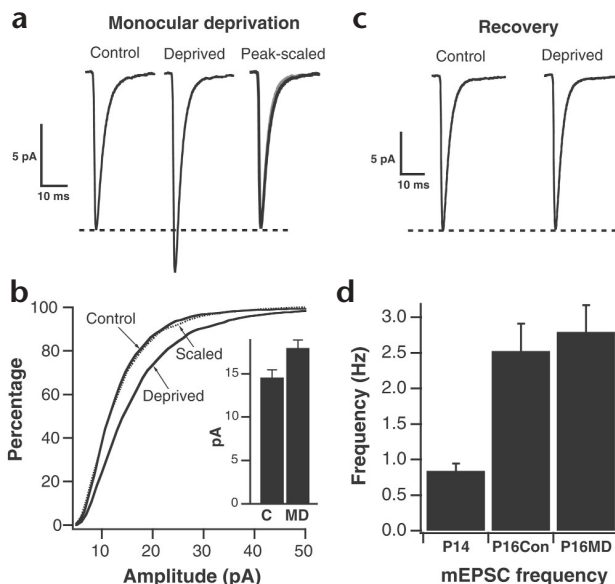 a
Monocular deprivation
Control
Deprived
Peak-scaled
5 pA
10 ms
c
Recovery
Control
Deprived
5 pA
10 ms
b
100
80
60
40
20
0
Percentage
Control
Scaled
Deprived
15
10
5
0
pA
C MD
10 20 30 40 50
Amplitude (pA)
d
3.0
2.5
2.0
1.5
1.0
0.5
0.0
Frequency (Hz)
P14 P16Con P16MD
mEPSC frequency